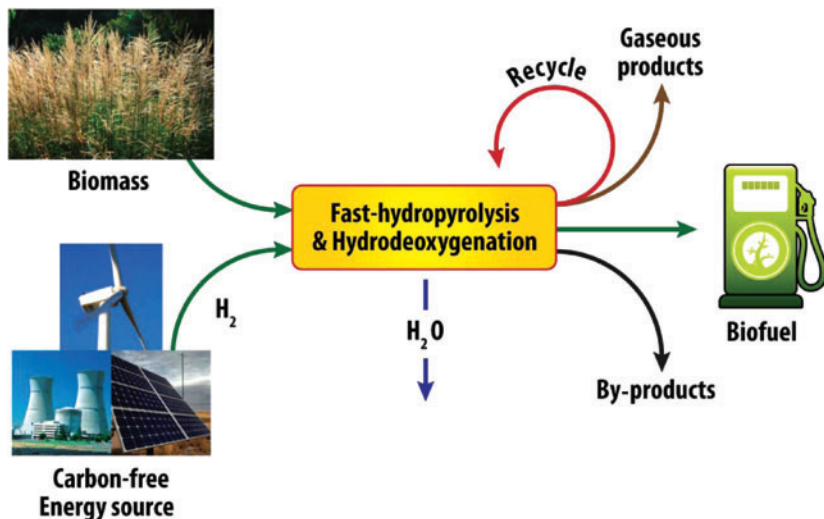 Biomass
Recycle
Gaseous
products
Fast-hydropyrolysis
& Hydrodeoxygenation
H₂
H₂O
Biofuel
By-products
Carbon-free
Energy source